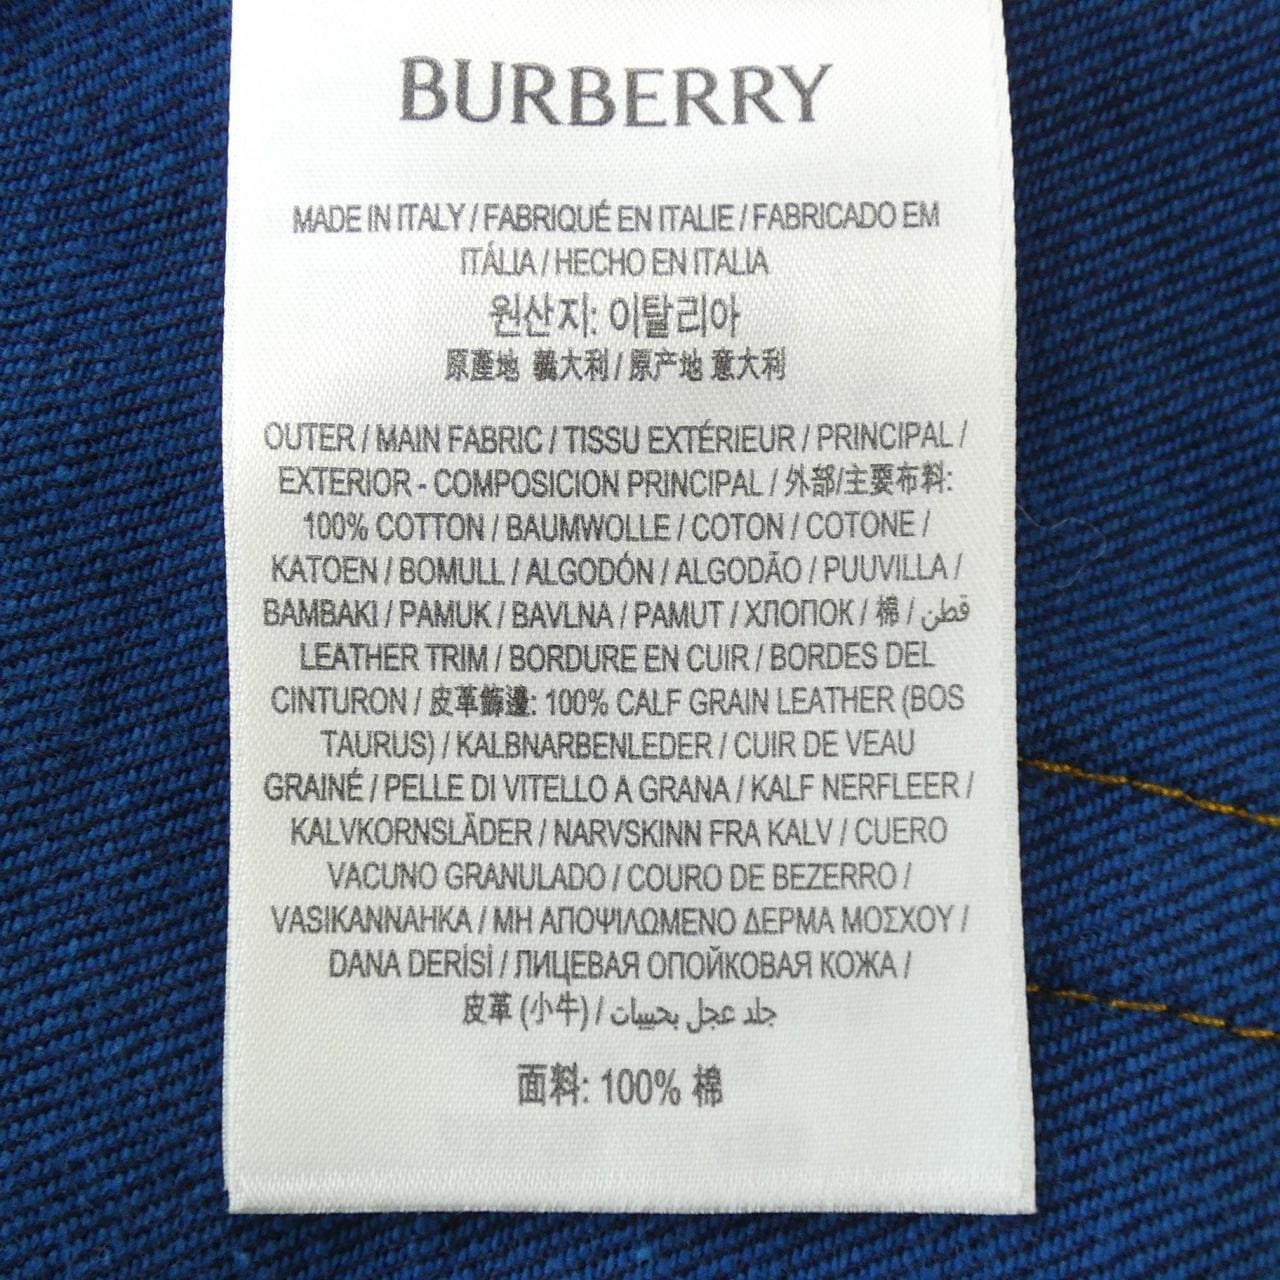 BURBERRY
MADE IN ITALY / FABRIQUÉ EN ITALIE / FABRICADO EM
ITÁLIA / HECHO EN ITALIA
원산지: 이탈리아
原產地 義大利 / 原产地 意大利
OUTER / MAIN FABRIC / TISSU EXTÉRIEUR / PRINCIPAL /
EXTERIOR - COMPOSICION PRINCIPAL / 外部/主要布料:
100% COTTON / BAUMWOLLE / COTON / COTONE /
KATOEN / BOMULL / ALGODÓN / ALGODÃO / PUUVILLA /
BAMBAKI / PAMUK / BAVLNA / PAMUT / ХЛОПОК / 棉 / قطن
LEATHER TRIM / BORDURE EN CUIR / BORDES DEL
CINTURON / 皮革飾邊: 100% CALF GRAIN LEATHER (BOS
TAURUS) / KALBNARBENLEDER / CUIR DE VEAU
GRAINÉ / PELLE DI VITELLO A GRANA / KALF NERFLEER /
KALVKORNSLÄDER / NARVSKINN FRA KALV / CUERO
VACUNO GRANULADO / COURO DE BEZERRO /
VASIKANNAHKA / ΜΗ ΑΠΟΨΙΛΩΜΕΝΟ ΔΕΡΜΑ ΜΟΣΧΟΥ /
DANA DERİSİ / ЛИЦЕВАЯ ОПОЙКОВАЯ КОЖА /
皮革 (小牛) / جلد عجل بحبيبات
面料: 100% 棉